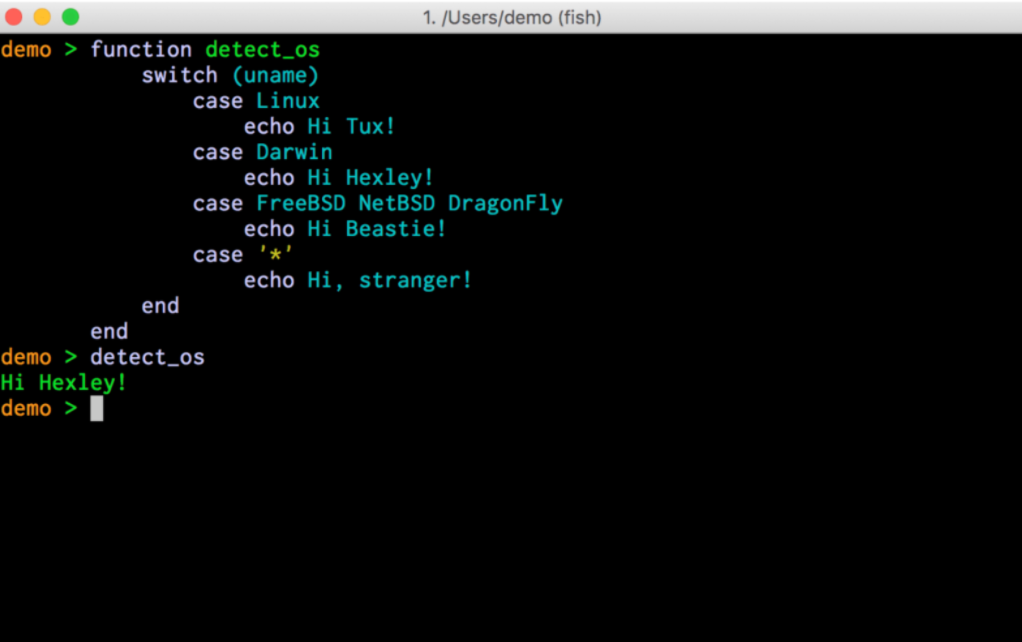 1. /Users/demo (fish)
demo > function detect_os
switch (uname)
case Linux
echo Hi Tux!
case Darwin
echo Hi Hexley!
case FreeBSD NetBSD DragonFly
echo Hi Beastie!
case '*'
echo Hi, stranger!
end
end
demo > detect_os
Hi Hexley!
demo >